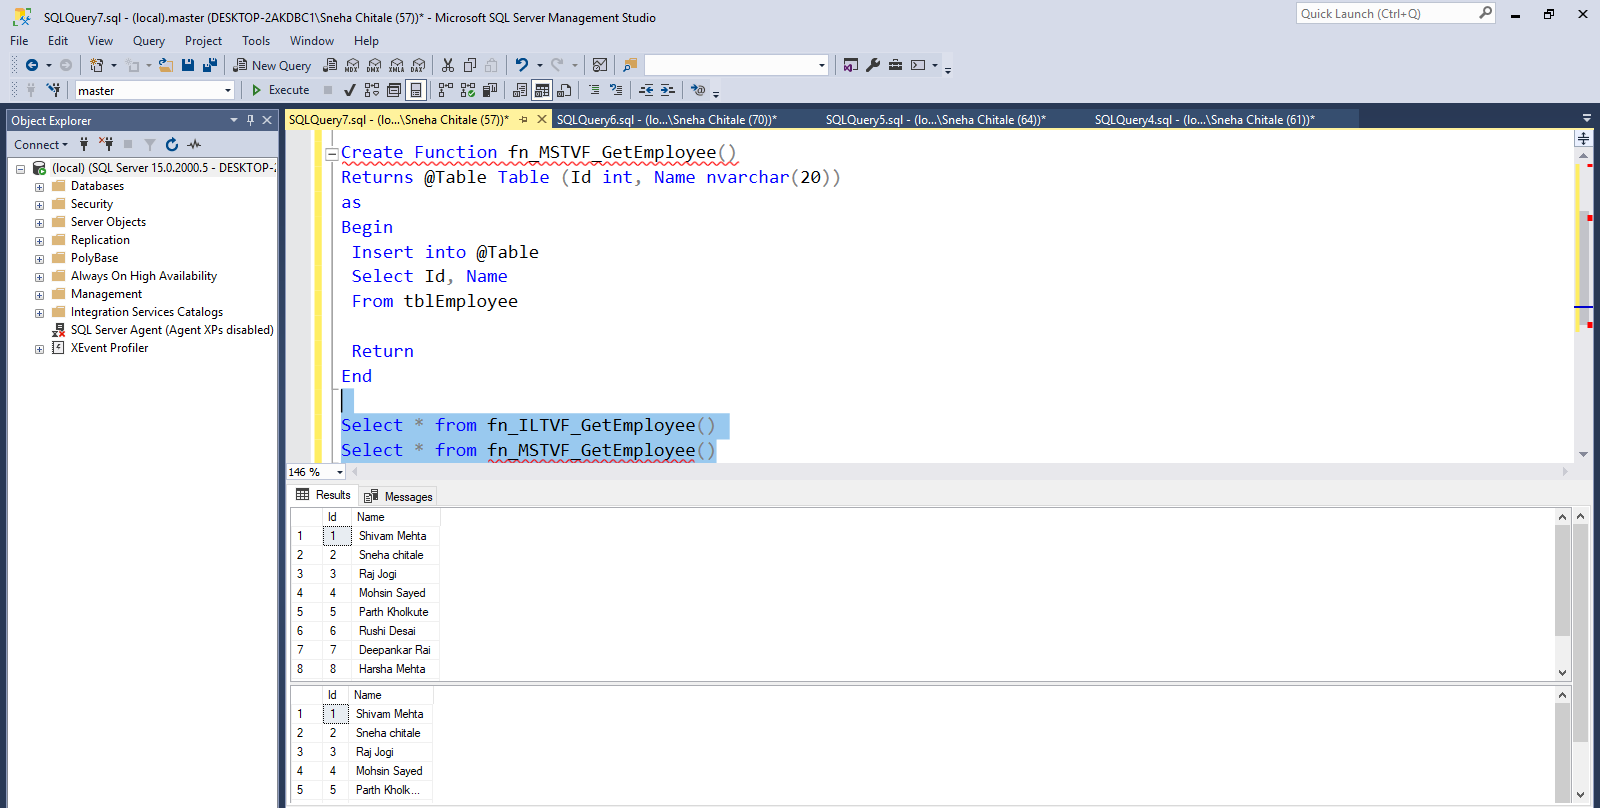 SQLQuery7.sql - (local).master (DESKTOP-2AKDBC1\Sneha Chitale (57))* - Microsoft SQL Server Management Studio
Quick Launch (Ctrl+Q)
File Edit View Query Project Tools Window Help
New Query MDX DMX XMLA DAX
master Execute
Object Explorer
Connect
(local) (SQL Server 15.0.2000.5 - DESKTOP-2
Databases
Security
Server Objects
Replication
PolyBase
Always On High Availability
Management
Integration Services Catalogs
SQL Server Agent (Agent XPs disabled)
XEvent Profiler
SQLQuery7.sql - (lo...\Sneha Chitale (57))* SQLQuery6.sql - (lo...\Sneha Chitale (70))* SQLQuery5.sql - (lo...\Sneha Chitale (64))* SQLQuery4.sql - (lo...\Sneha Chitale (61))*
Create Function fn_MSTVF_GetEmployee()
Returns @Table Table (Id int, Name nvarchar(20))
as
Begin
Insert into @Table
Select Id, Name
From tblEmployee
Return
End
Select * from fn_ILTVF_GetEmployee()
Select * from fn_MSTVF_GetEmployee()
146 %
Results Messages
Id Name
1 1 Shivam Mehta
2 2 Sneha chitale
3 3 Raj Jogi
4 4 Mohsin Sayed
5 5 Parth Kholkute
6 6 Rushi Desai
7 7 Deepankar Rai
8 8 Harsha Mehta
Id Name
1 1 Shivam Mehta
2 2 Sneha chitale
3 3 Raj Jogi
4 4 Mohsin Sayed
5 5 Parth Kholk...